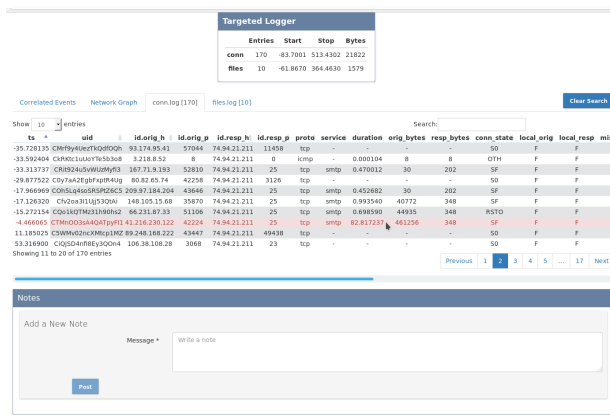 Targeted Logger
Entries Start Stop Bytes
conn 170 -83.7001 513.4302 21822
files 10 -61.8670 364.4630 1579
Correlated Events Network Graph conn.log [170] files.log [10] Clear Search
Show 10 entries Search:
ts uid id.orig_h id.orig_p id.resp_h id.resp_p proto service duration orig_bytes resp_bytes conn_state local_orig local_resp mis
-35.728135 CMrf9y4UezTkQdfOQh 93.174.95.41 57044 74.94.21.211 11458 tcp - - - - S0 F F
-33.592404 CkRKtc1uUoYTe5b3o8 3.218.8.52 8 74.94.21.211 0 icmp - 0.000104 8 8 OTH F F
-33.313737 CRit924u5vWUzMyfi3 167.71.9.193 52810 74.94.21.211 25 tcp smtp 0.470012 30 202 SF F F
-29.877522 C0y7aA2EgbFxptR4Ug 80.82.65.74 52258 74.94.21.211 3126 tcp - - - - S0 F F
-17.966969 COh5Lq4soSRSPtZ6C5 209.97.184.204 43646 74.94.21.211 25 tcp smtp 0.452682 30 202 SF F F
-17.126320 Cfv2oa3l1Ujj53QtAi 148.105.15.68 35870 74.94.21.211 25 tcp smtp 0.993540 40772 348 SF F F
-15.272154 CQo1kQTMz31h90hs2 66.231.87.33 51106 74.94.21.211 25 tcp smtp 0.698590 44935 348 RSTO F F
-4.466065 CTMnOO3sA4QATpyFI1 41.216.230.122 42224 74.94.21.211 25 tcp smtp 82.817237 461256 348 SF F F
11.185025 C5WMv02ncXMtcp1MZ 89.248.168.222 43447 74.94.21.211 49438 tcp - - - - S0 F F
53.316900 CIQJSD4nfI8Ey3QOn4 106.38.108.28 3068 74.94.21.211 23 tcp - - - - S0 F F
Showing 11 to 20 of 170 entries
Previous 1 2 3 4 5 ... 17 Next
Notes
Add a New Note
Message * Write a note
Post